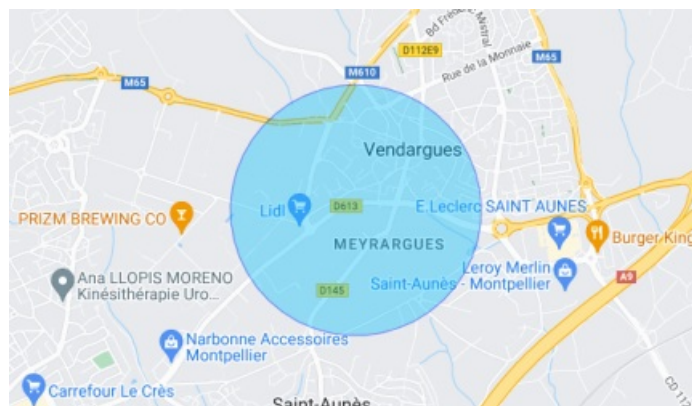 Bd Frédéric Mistral
D112E9
Rue de la Monnaie
M65
M610
M65
Vendargues
Lidl
D613
E.Leclerc SAINT AUNES
PRIZM BREWING CO
Burger King
MEYRARGUES
Leroy Merlin
Saint-Aunès - Montpellier
A9
Ana LLOPIS MORENO
Kinésithérapie Uro...
D145
Narbonne Accessoires
Montpellier
Carrefour Le Crès
Saint-Aunès
CD 112